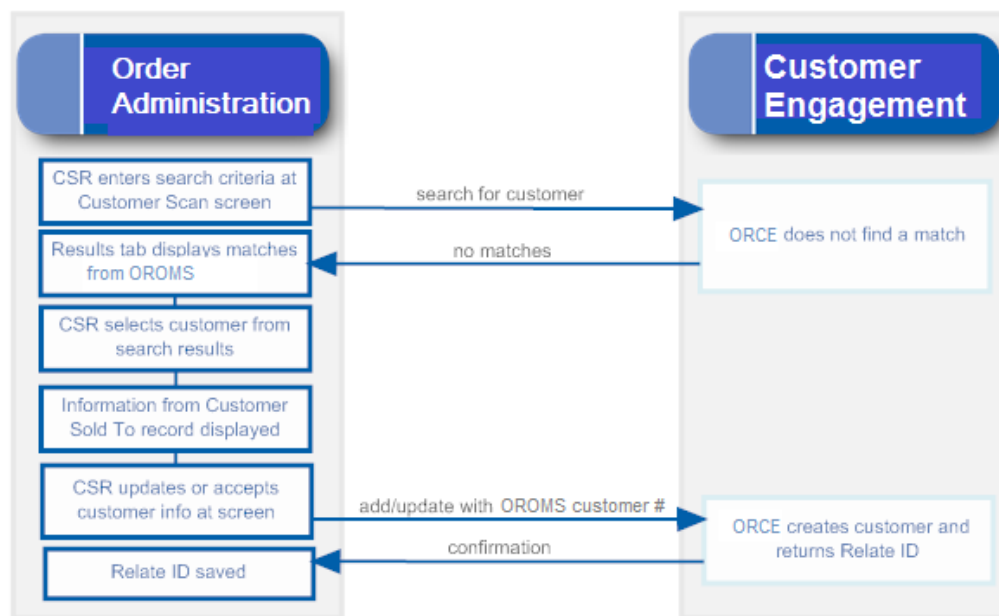 Order
Administration
Customer
Engagement
CSR enters search criteria at
Customer Scan screen
search for customer
ORCE does not find a match
Results tab displays matches
from OROMS
no matches
CSR selects customer from
search results
Information from Customer
Sold To record displayed
CSR updates or accepts
customer info at screen
add/update with OROMS customer #
ORCE creates customer and
returns Relate ID
confirmation
Relate ID saved